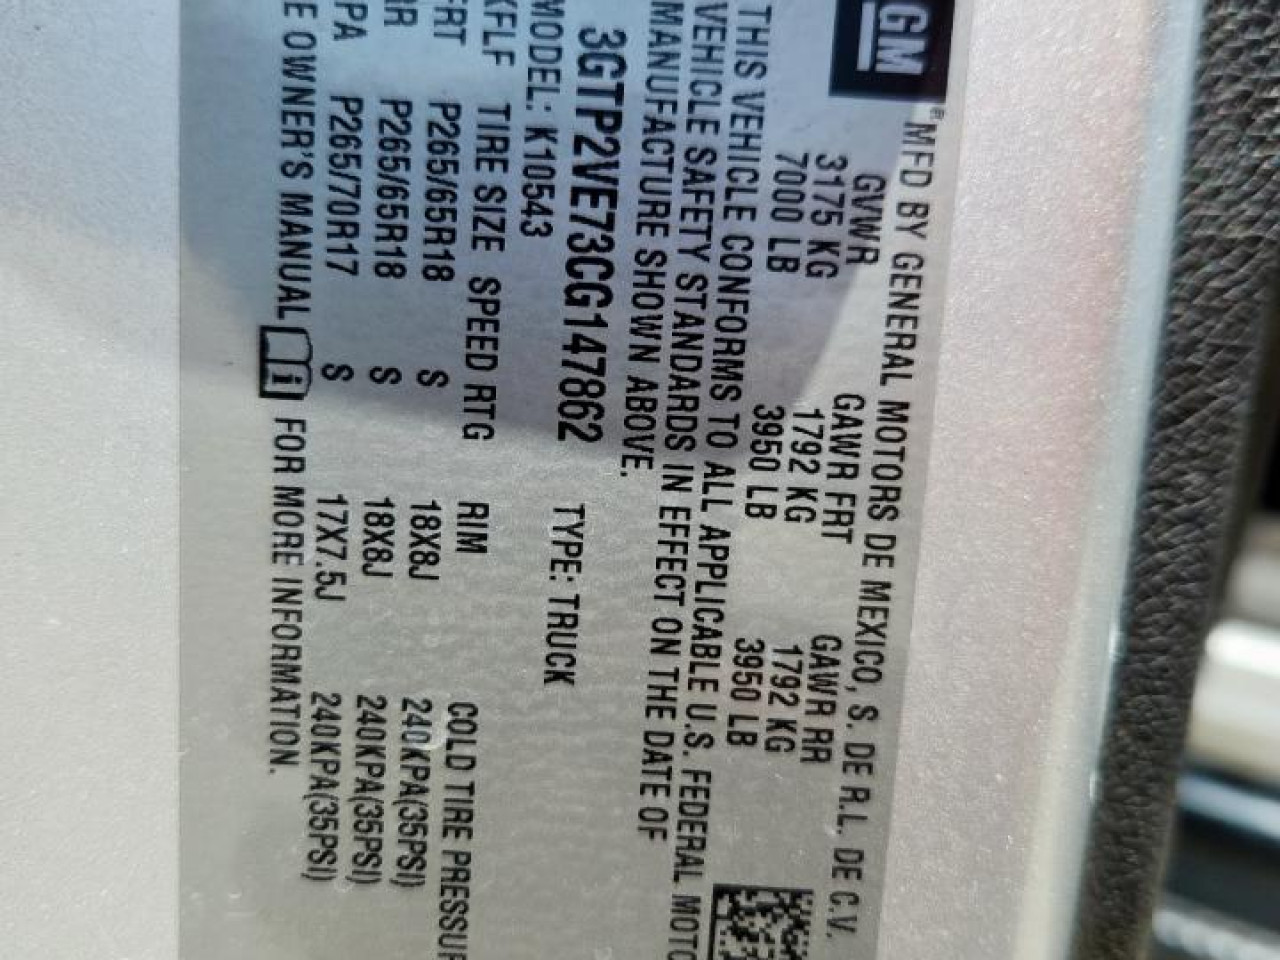 GM ® MFD BY GENERAL MOTORS DE MEXICO, S. DE R.L. DE C.V.
GVWR GAWR FRT GAWR RR
3175 KG 1792 KG 1792 KG
7000 LB 3950 LB 3950 LB
THIS VEHICLE CONFORMS TO ALL APPLICABLE U.S. FEDERAL MOTO
VEHICLE SAFETY STANDARDS IN EFFECT ON THE DATE OF
MANUFACTURE SHOWN ABOVE.
3GTP2VE73CG147862 TYPE: TRUCK
MODEL: K10543
KFLF TIRE SIZE SPEED RTG RIM COLD TIRE PRESSUR
FRT P265/65R18 S 18X8J 240KPA(35PSI)
RR P265/65R18 S 18X8J 240KPA(35PSI)
PA P265/70R17 S 17X7.5J 240KPA(35PSI)
E OWNER'S MANUAL i FOR MORE INFORMATION.